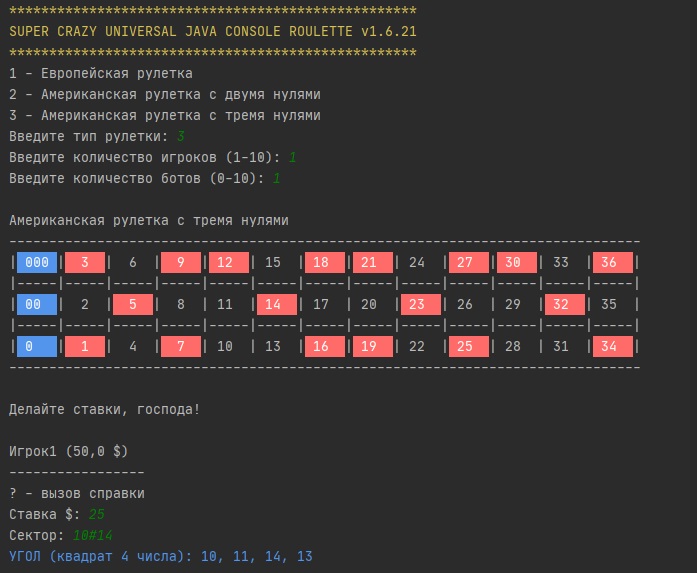 ***************************************************
SUPER CRAZY UNIVERSAL JAVA CONSOLE ROULETTE v1.6.21
***************************************************
1 - Европейская рулетка
2 - Американская рулетка с двумя нулями
3 - Американская рулетка с тремя нулями
Введите тип рулетки: 3
Введите количество игроков (1-10): 1
Введите количество ботов (0-10): 1
Американская рулетка с тремя нулями
-------------------------------------------------------------------------------
| 000 |  3  |  6  |  9  | 12  | 15  | 18  | 21  | 24  | 27  | 30  | 33  | 36  |
|-----|-----|-----|-----|-----|-----|-----|-----|-----|-----|-----|-----|-----|
| 00  |  2  |  5  |  8  | 11  | 14  | 17  | 20  | 23  | 26  | 29  | 32  | 35  |
|-----|-----|-----|-----|-----|-----|-----|-----|-----|-----|-----|-----|-----|
| 0   |  1  |  4  |  7  | 10  | 13  | 16  | 19  | 22  | 25  | 28  | 31  | 34  |
-------------------------------------------------------------------------------
Делайте ставки, господа!
Игрок1 (50,0 $)
-----------------
? - вызов справки
Ставка $: 25
Сектор: 10#14
УГОЛ (квадрат 4 числа): 10, 11, 14, 13